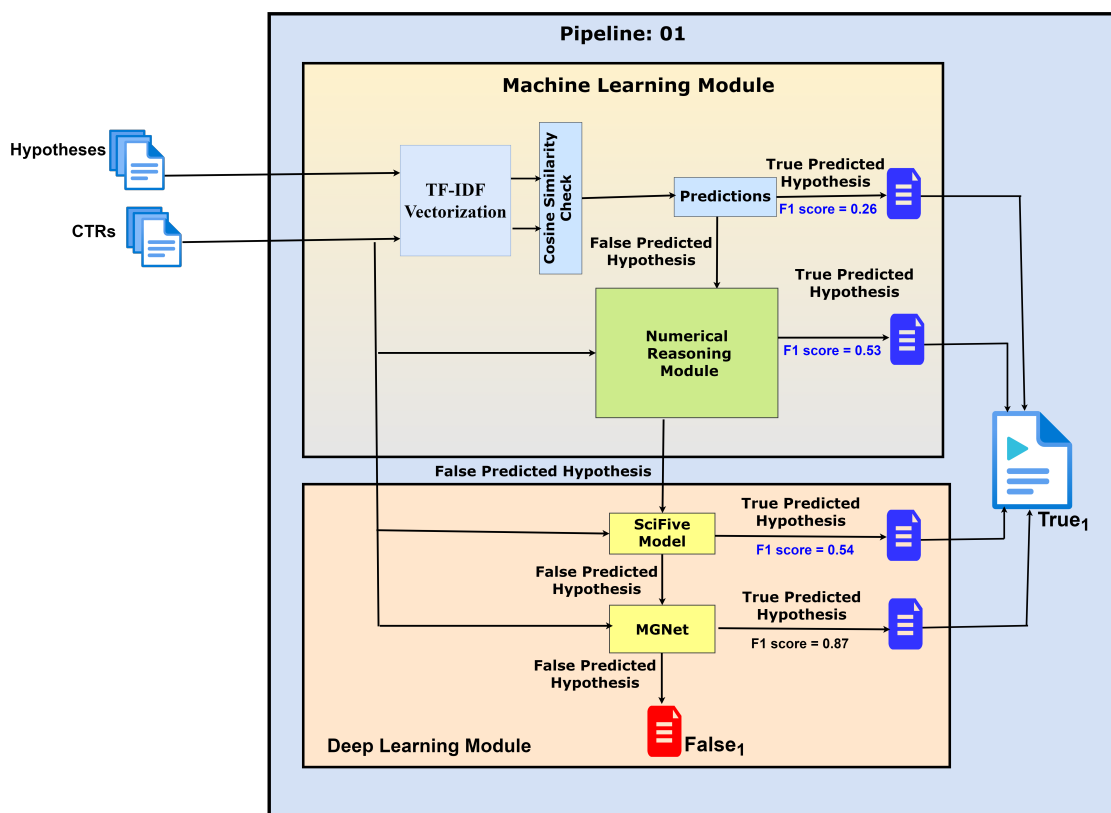 Pipeline: 01
Machine Learning Module
Hypotheses
CTRs
TF-IDF
Vectorization
Cosine Similarity
Check
Predictions
True Predicted
Hypothesis
F1 score = 0.26
False Predicted
Hypothesis
True Predicted
Hypothesis
Numerical
Reasoning
Module
F1 score = 0.53
False Predicted Hypothesis
True₁
SciFive
Model
True Predicted
Hypothesis
F1 score = 0.54
False Predicted
Hypothesis
MGNet
True Predicted
Hypothesis
F1 score = 0.87
False Predicted
Hypothesis
False₁
Deep Learning Module